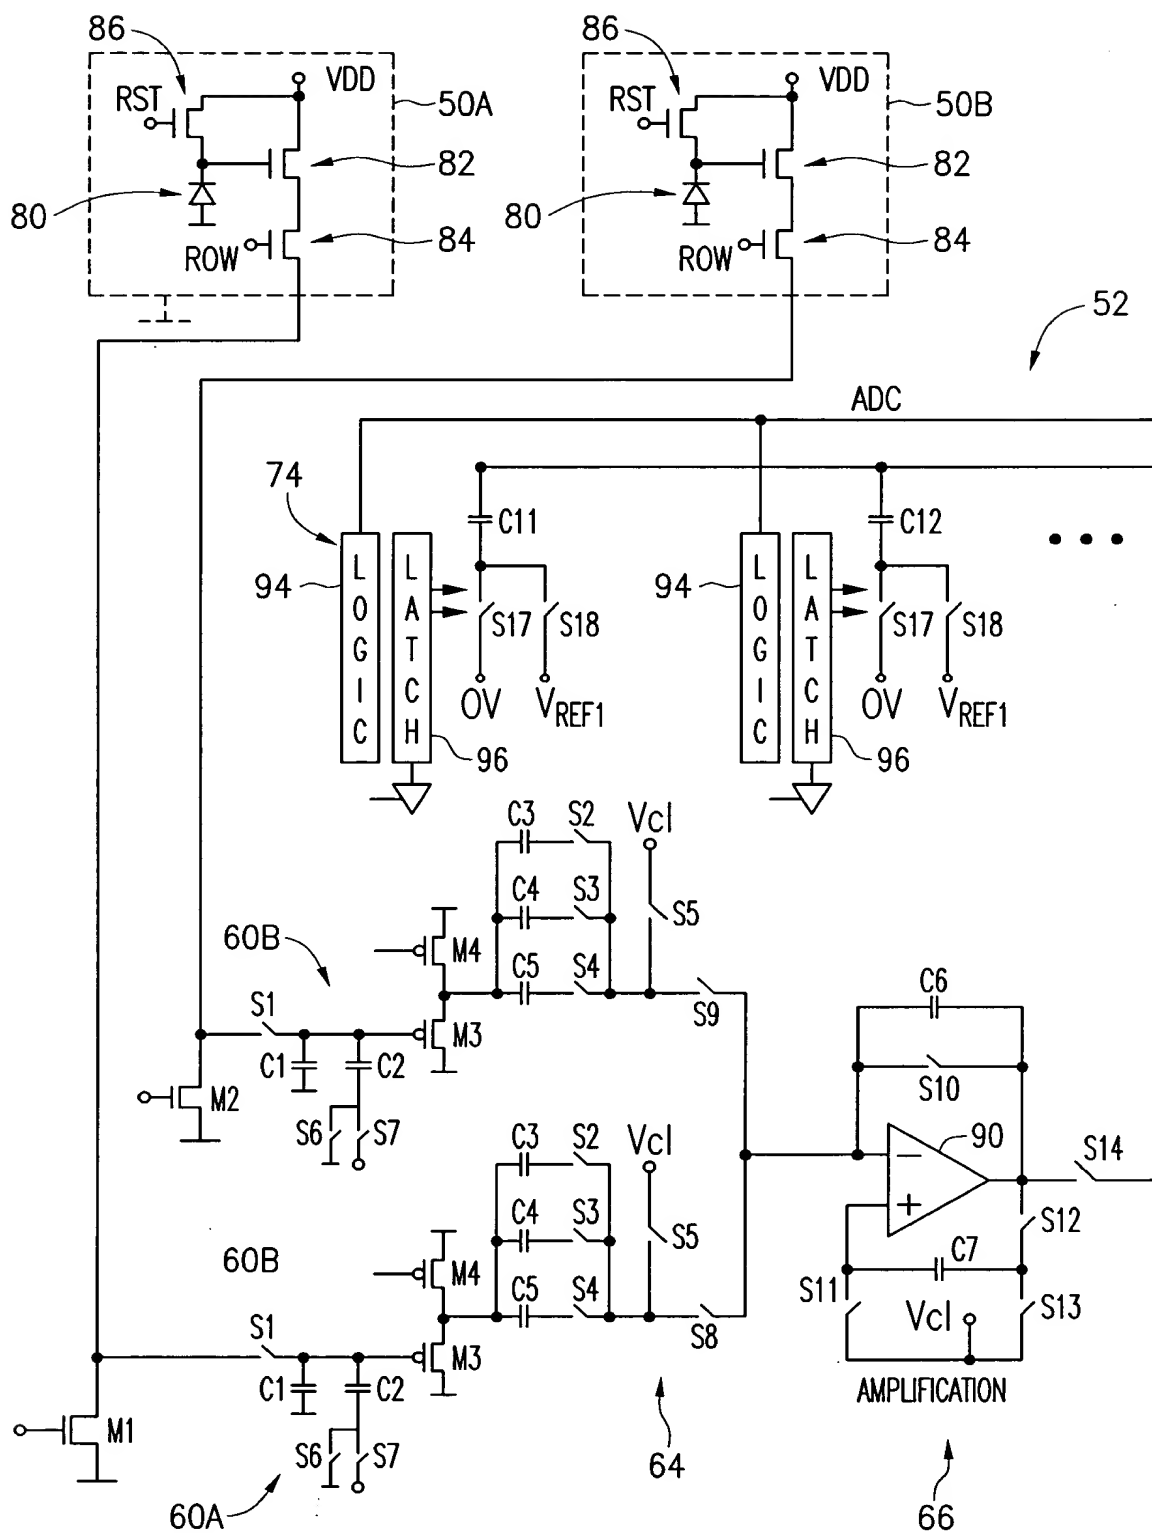 86 86
VDD VDD
RST 50A RST 50B
82 82
80 80
84 84
ROW ROW
52
ADC
74
C11 C12
LOGIC LATCH LOGIC LATCH
94 94
S17 S18 S17 S18
0V VREF1 0V VREF1
96 96
C3 S2 Vcl
C4 S3
S5
60B
M4
C5 S4
C6
S1
S9
M3
C1 C2
S10
M2
S6 S7
C3 S2 Vcl
90
S14
C4 S3
− +
S12
S5
60B
M4
C7
C5 S4
S11
Vcl S13
S1
S8
M3
C1 C2
AMPLIFICATION
M1
S6 S7
64
60A
66